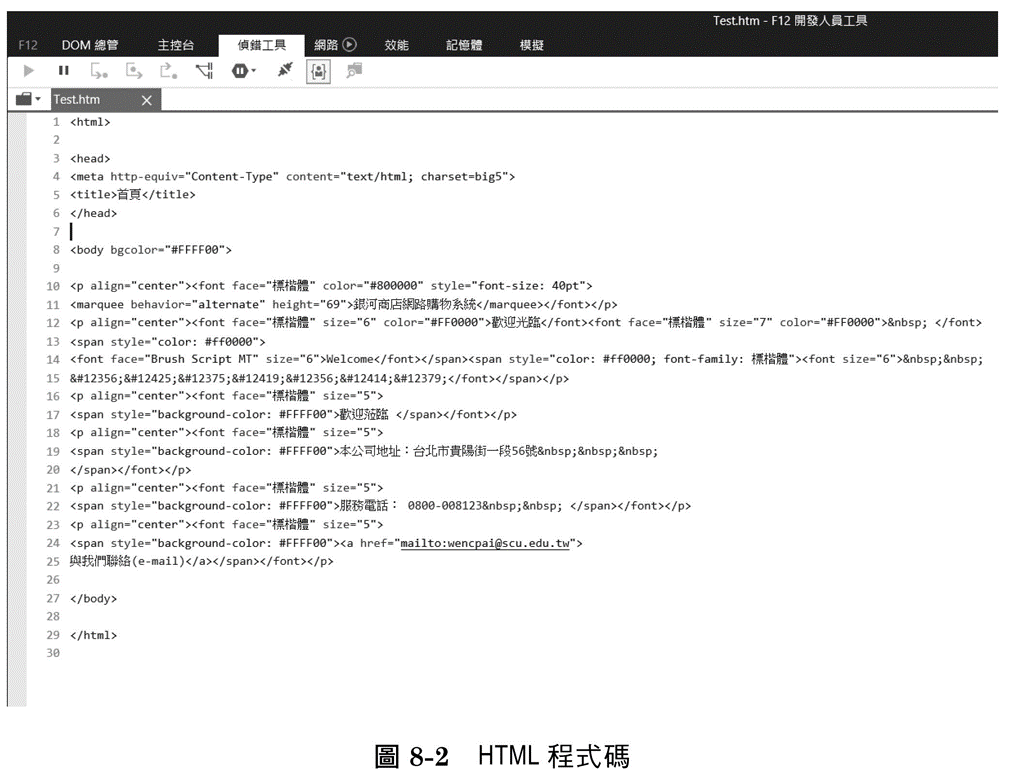 Test.htm - F12 開發人員工具
F12 DOM 總管 主控台 偵錯工具 網路 效能 記憶體 模擬
Test.htm
1 <html>
2
3 <head>
4 <meta http-equiv="Content-Type" content="text/html; charset=big5">
5 <title>首頁</title>
6 </head>
7
8 <body bgcolor="#FFFF00">
9
10 <p align="center"><font face="標楷體" color="#800000" style="font-size: 40pt">
11 <marquee behavior="alternate" height="69">銀河商店網路購物系統</marquee></font></p>
12 <p align="center"><font face="標楷體" size="6" color="#FF0000">歡迎光臨</font><font face="標楷體" size="7" color="#FF0000">&nbsp; </font>
13 <span style="color: #ff0000">
14 <font face="Brush Script MT" size="6">Welcome</font></span><span style="color: #ff0000; font-family: 標楷體"><font size="6">&nbsp;&nbsp;
15 &#12356;&#12425;&#12375;&#12419;&#12356;&#12414;&#12379;</font></span></p>
16 <p align="center"><font face="標楷體" size="5">
17 <span style="background-color: #FFFF00">歡迎蒞臨 </span></font></p>
18 <p align="center"><font face="標楷體" size="5">
19 <span style="background-color: #FFFF00">本公司地址：台北市貴陽街一段56號&nbsp;&nbsp;&nbsp;
20 </span></font></p>
21 <p align="center"><font face="標楷體" size="5">
22 <span style="background-color: #FFFF00">服務電話： 0800-008123&nbsp;&nbsp; </span></font></p>
23 <p align="center"><font face="標楷體" size="5">
24 <span style="background-color: #FFFF00"><a href="mailto:wencpai@scu.edu.tw">
25 與我們聯絡(e-mail)</a></span></font></p>
26
27 </body>
28
29 </html>
30
圖 8-2 HTML 程式碼